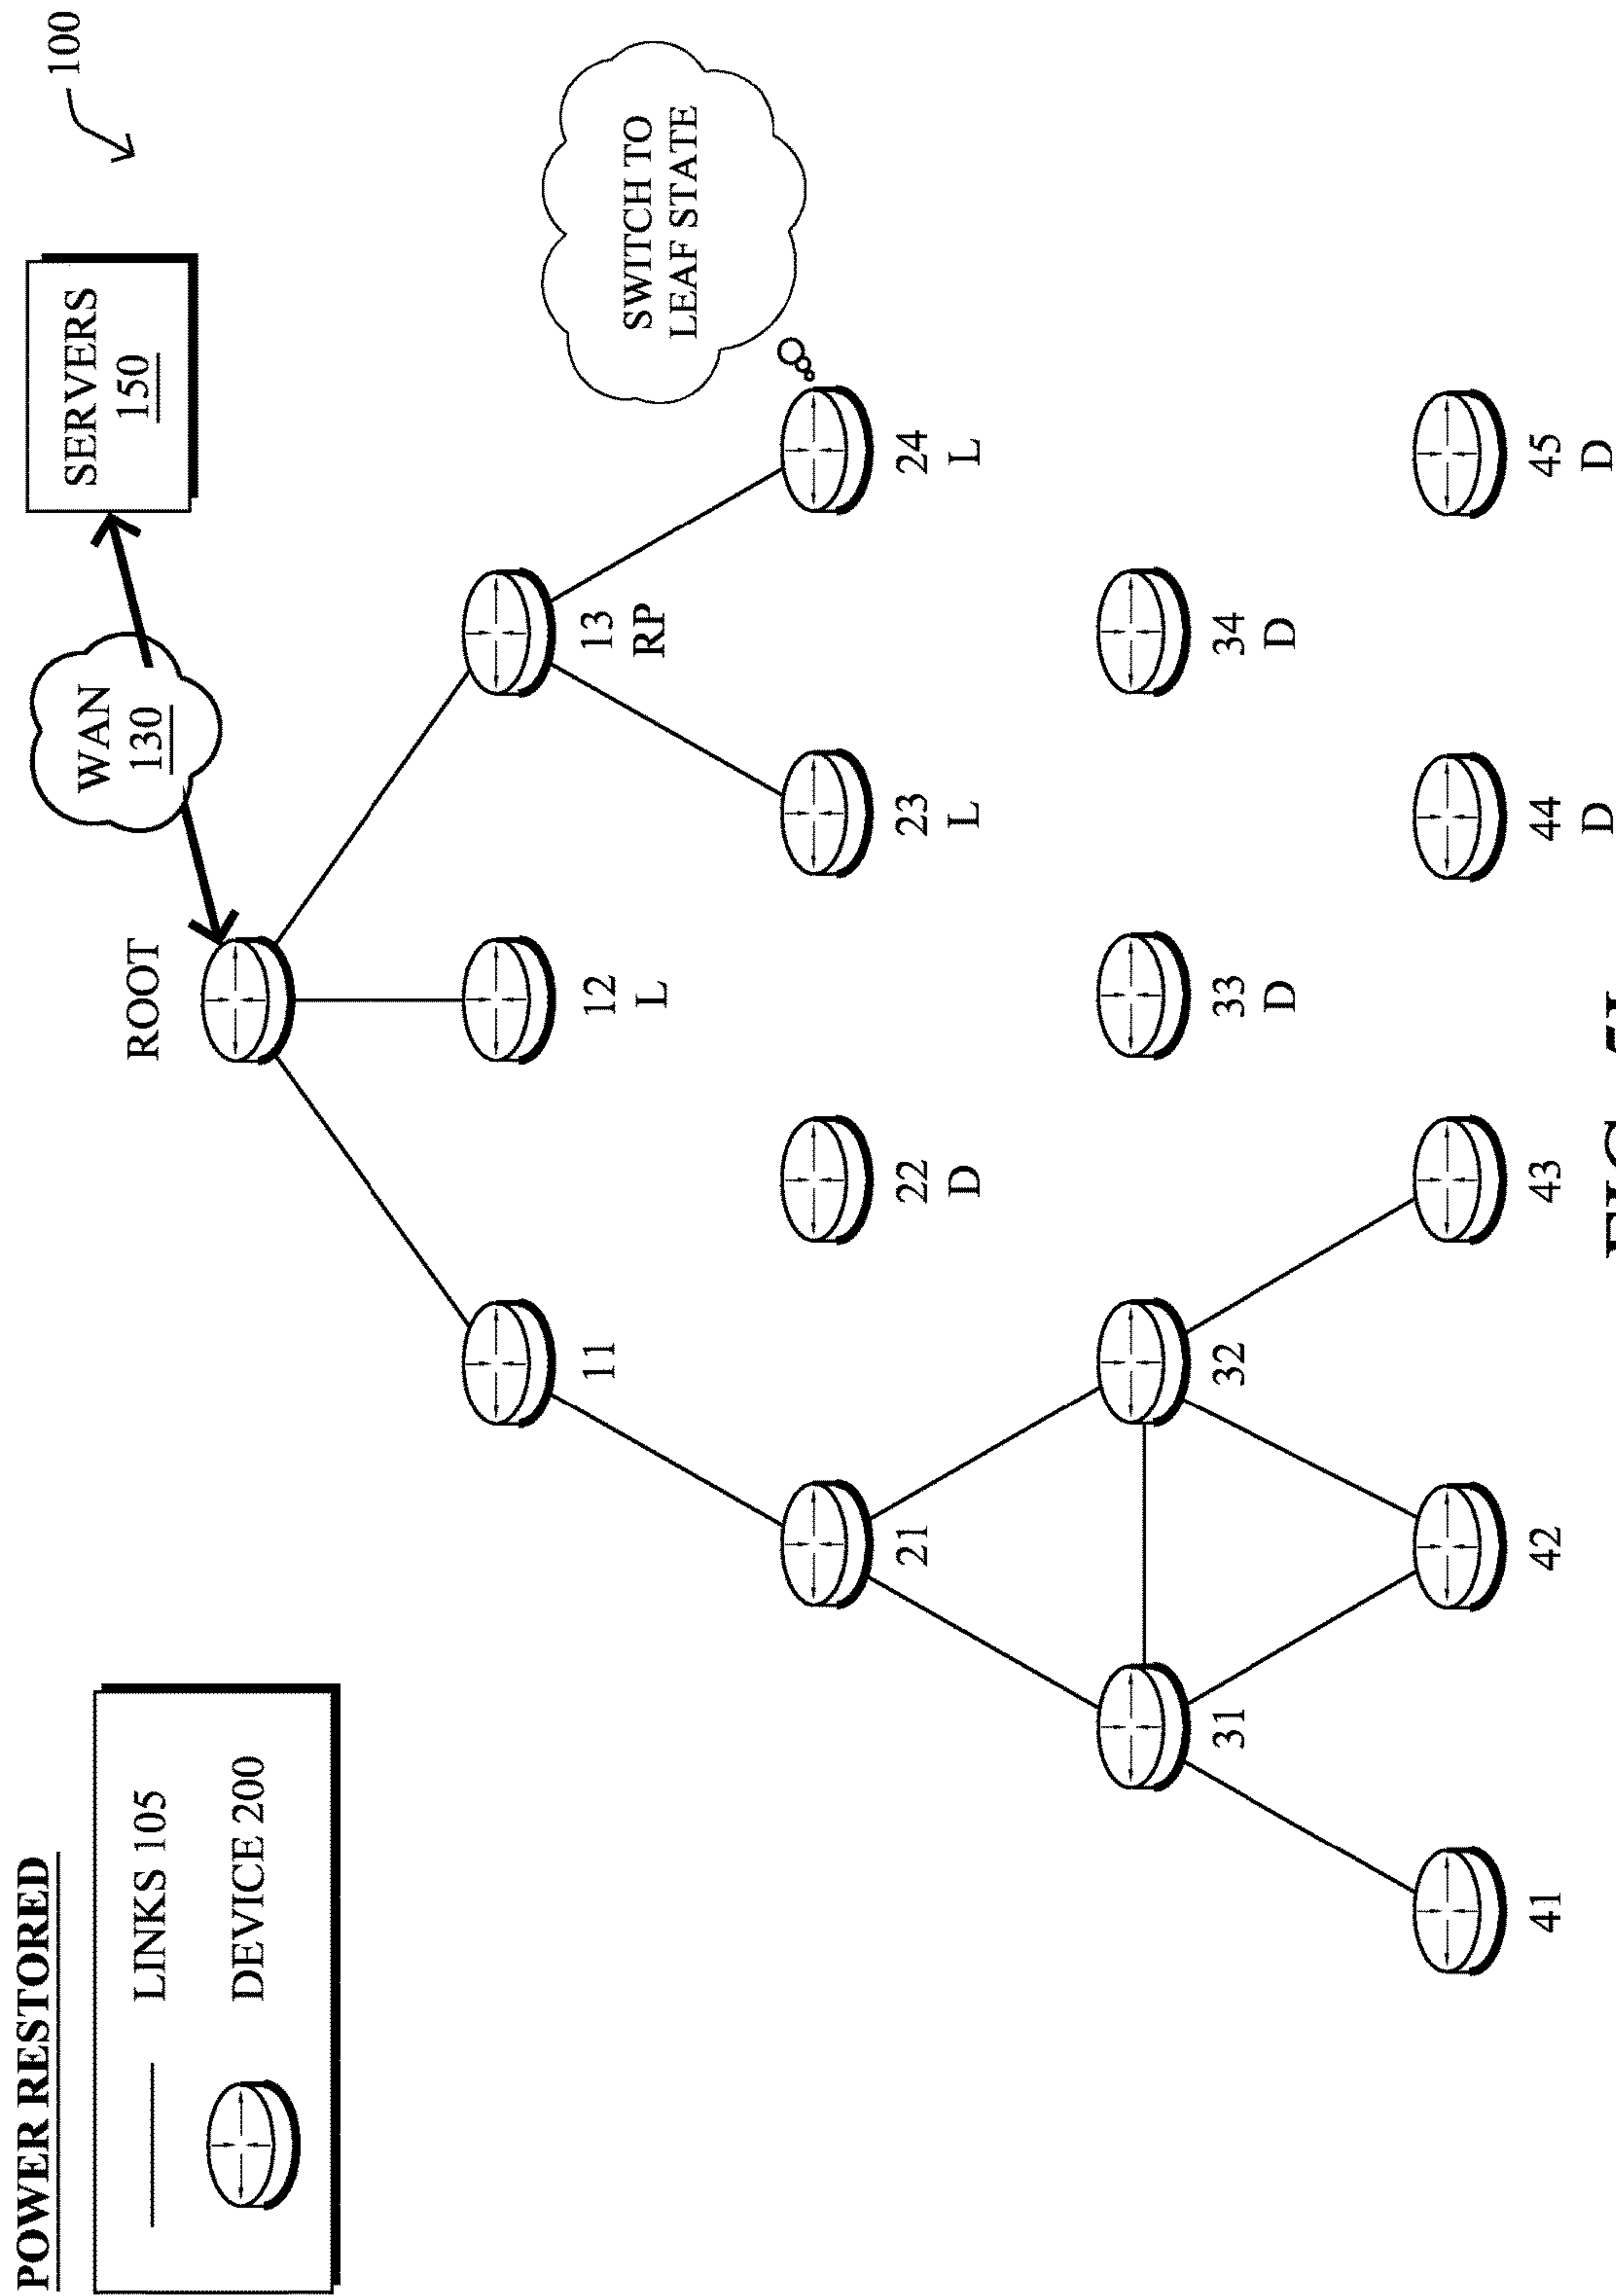 POWER RESTORED
LINKS 105
DEVICE 200
100
SERVERS
150
WAN
130
ROOT
11
12
L
13
RP
SWITCH TO
LEAF STATE
21
22
D
23
L
24
L
31
32
33
D
34
D
41
42
43
44
D
45
D